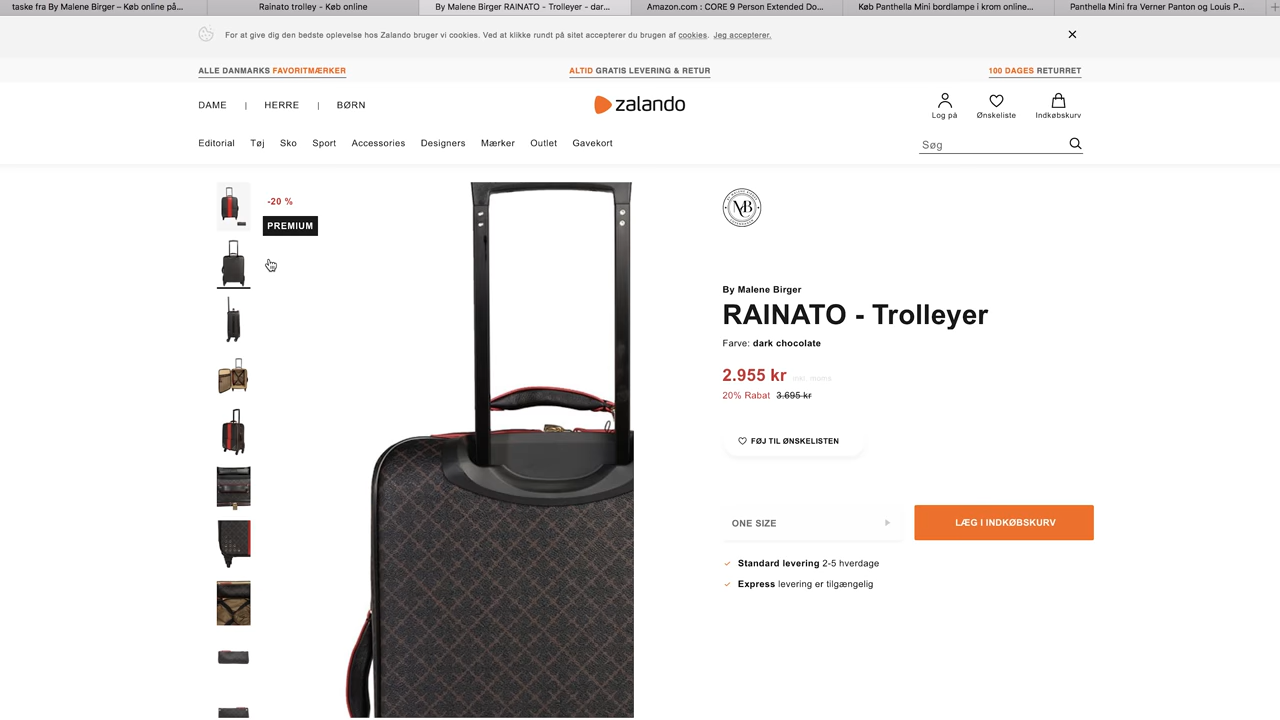 taske fra By Malene Birger – Køb online på...
Rainato trolley - Køb online
By Malene Birger RAINATO - Trolleyer - dar...
Amazon.com : CORE 9 Person Extended Do...
Køb Panthella Mini bordlampe i krom online...
Panthella Mini fra Verner Panton og Louis P...
For at give dig den bedste oplevelse hos Zalando bruger vi cookies. Ved at klikke rundt på sitet accepterer du brugen af cookies. Jeg accepterer.
ALLE DANMARKS FAVORITMÆRKER
ALTID GRATIS LEVERING & RETUR
100 DAGES RETURRET
DAME | HERRE | BØRN
zalando
Log på
Ønskeliste
Indkøbskurv
Editorial Tøj Sko Sport Accessories Designers Mærker Outlet Gavekort
Søg
-20 %
PREMIUM
By Malene Birger
RAINATO - Trolleyer
Farve: dark chocolate
2.955 kr inkl. moms
20% Rabat 3.695 kr
FØJ TIL ØNSKELISTEN
ONE SIZE
LÆG I INDKØBSKURV
Standard levering 2-5 hverdage
Express levering er tilgængelig